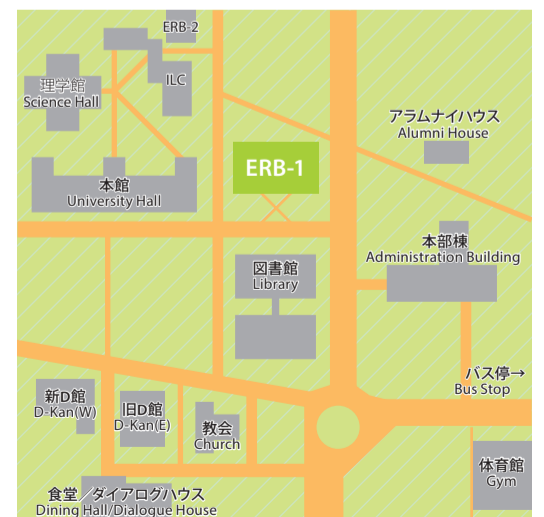 ERB-2
ILC
理学館
Science Hall
アラムナイハウス
Alumni House
ERB-1
本館
University Hall
本部棟
Administration Building
図書館
Library
バス停→
Bus Stop
新D館
D-Kan(W)
旧D館
D-Kan(E)
教会
Church
体育館
Gym
食堂／ダイアログハウス
Dining Hall/Dialogue House